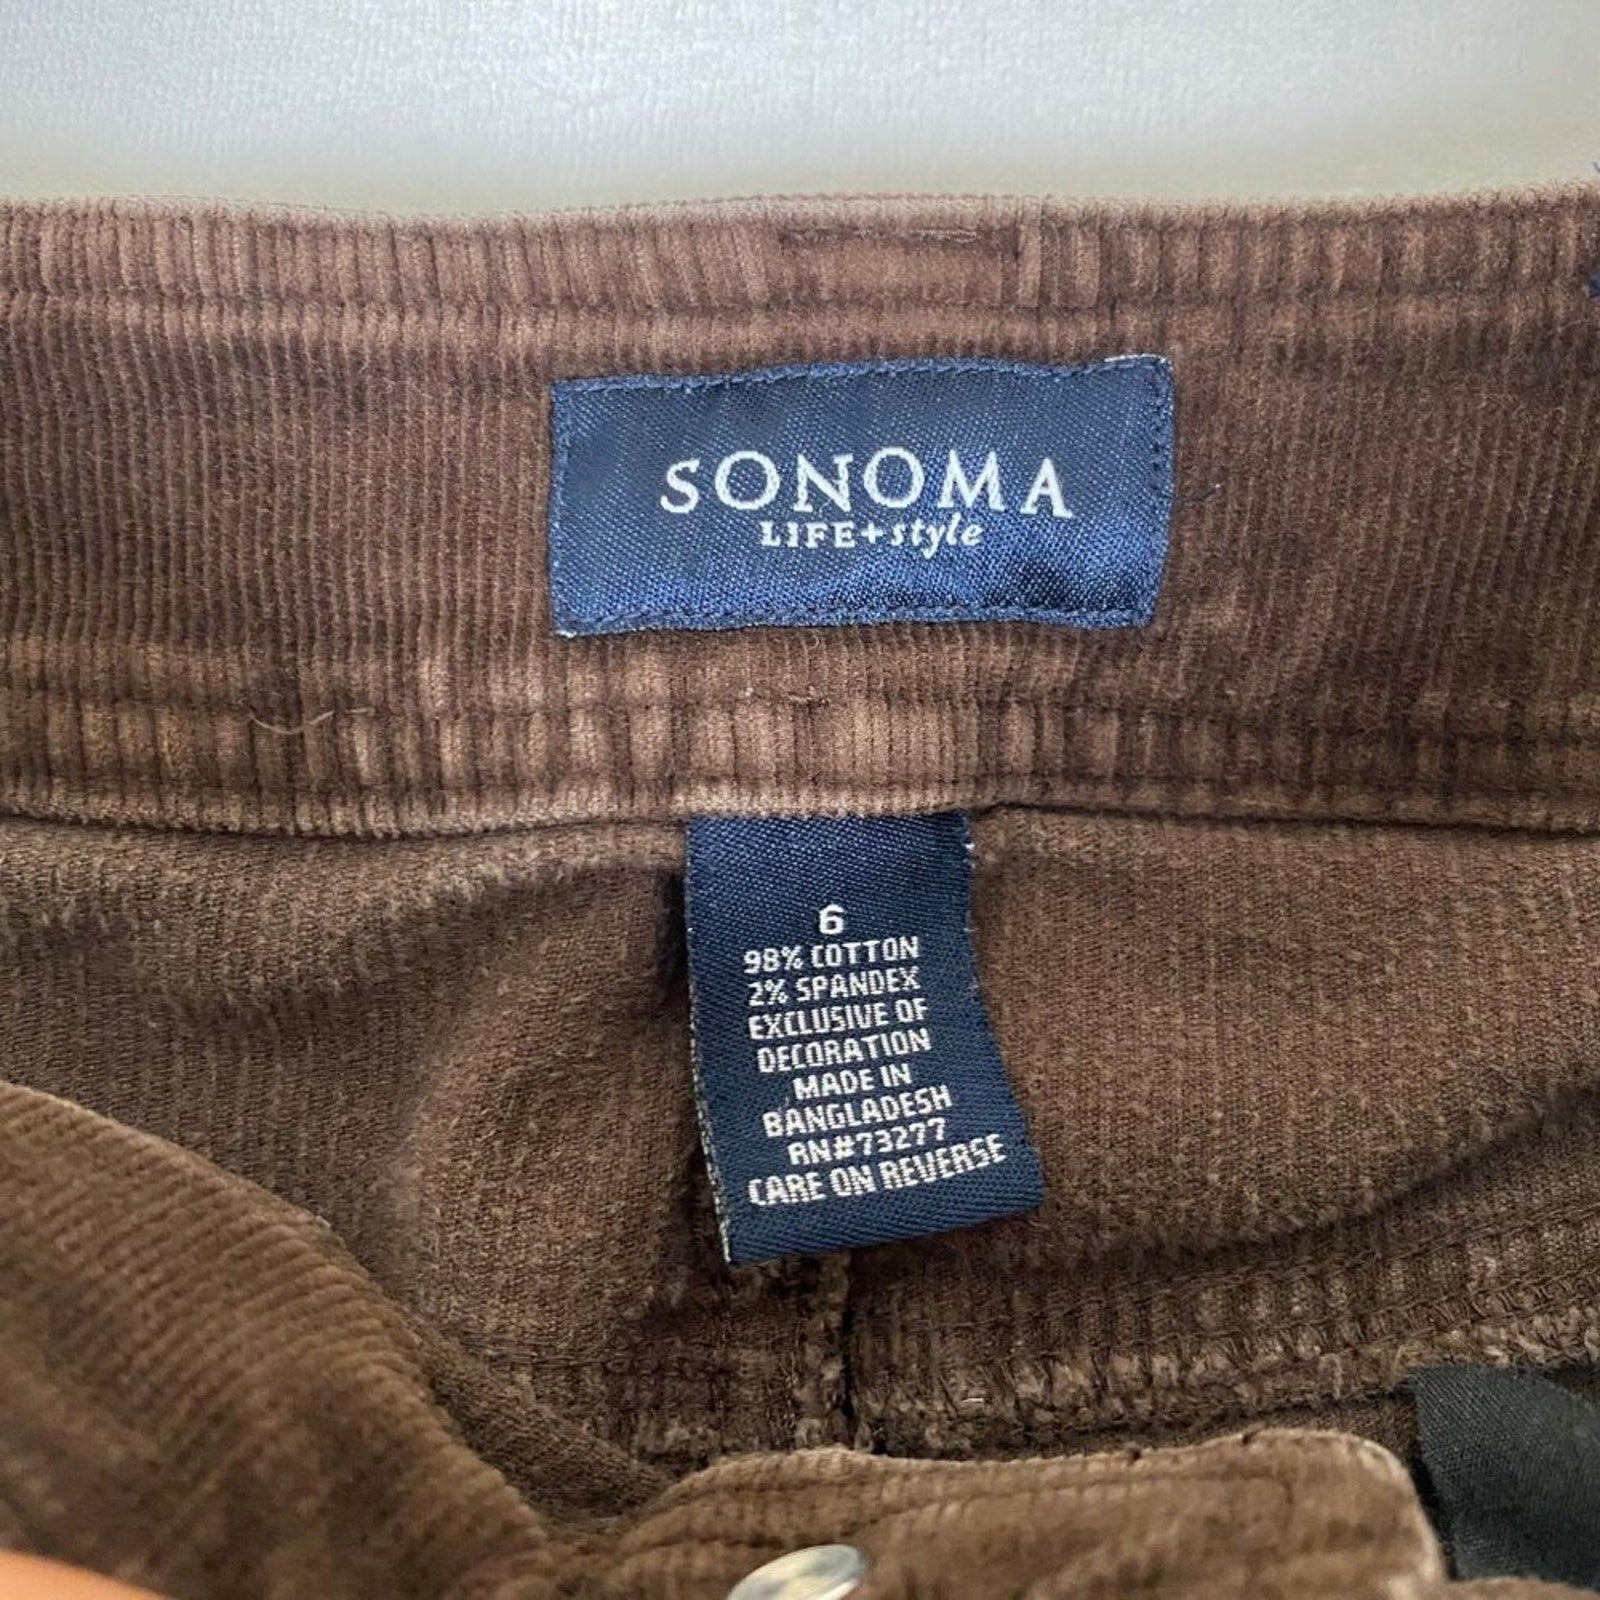 SONOMA
LIFE+style
6
98% COTTON
2% SPANDEX
EXCLUSIVE OF
DECORATION
MADE IN
BANGLADESH
RN#73277
CARE ON REVERSE